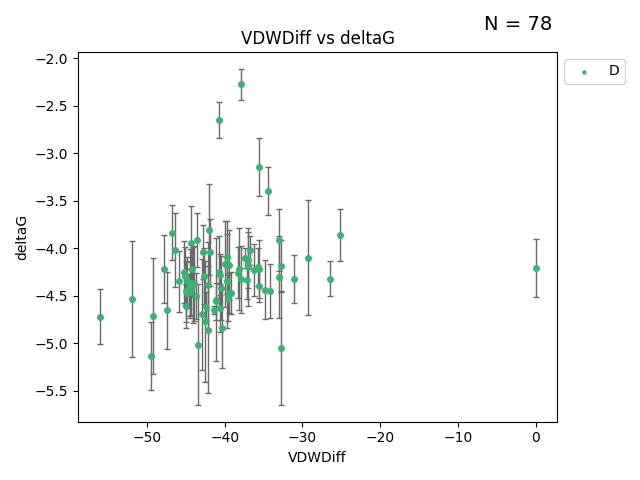 N = 78
VDWDiff vs deltaG
D
−2.0
−2.5
−3.0
−3.5
−4.0
−4.5
−5.0
−5.5
deltaG
−50 −40 −30 −20 −10 0
VDWDiff